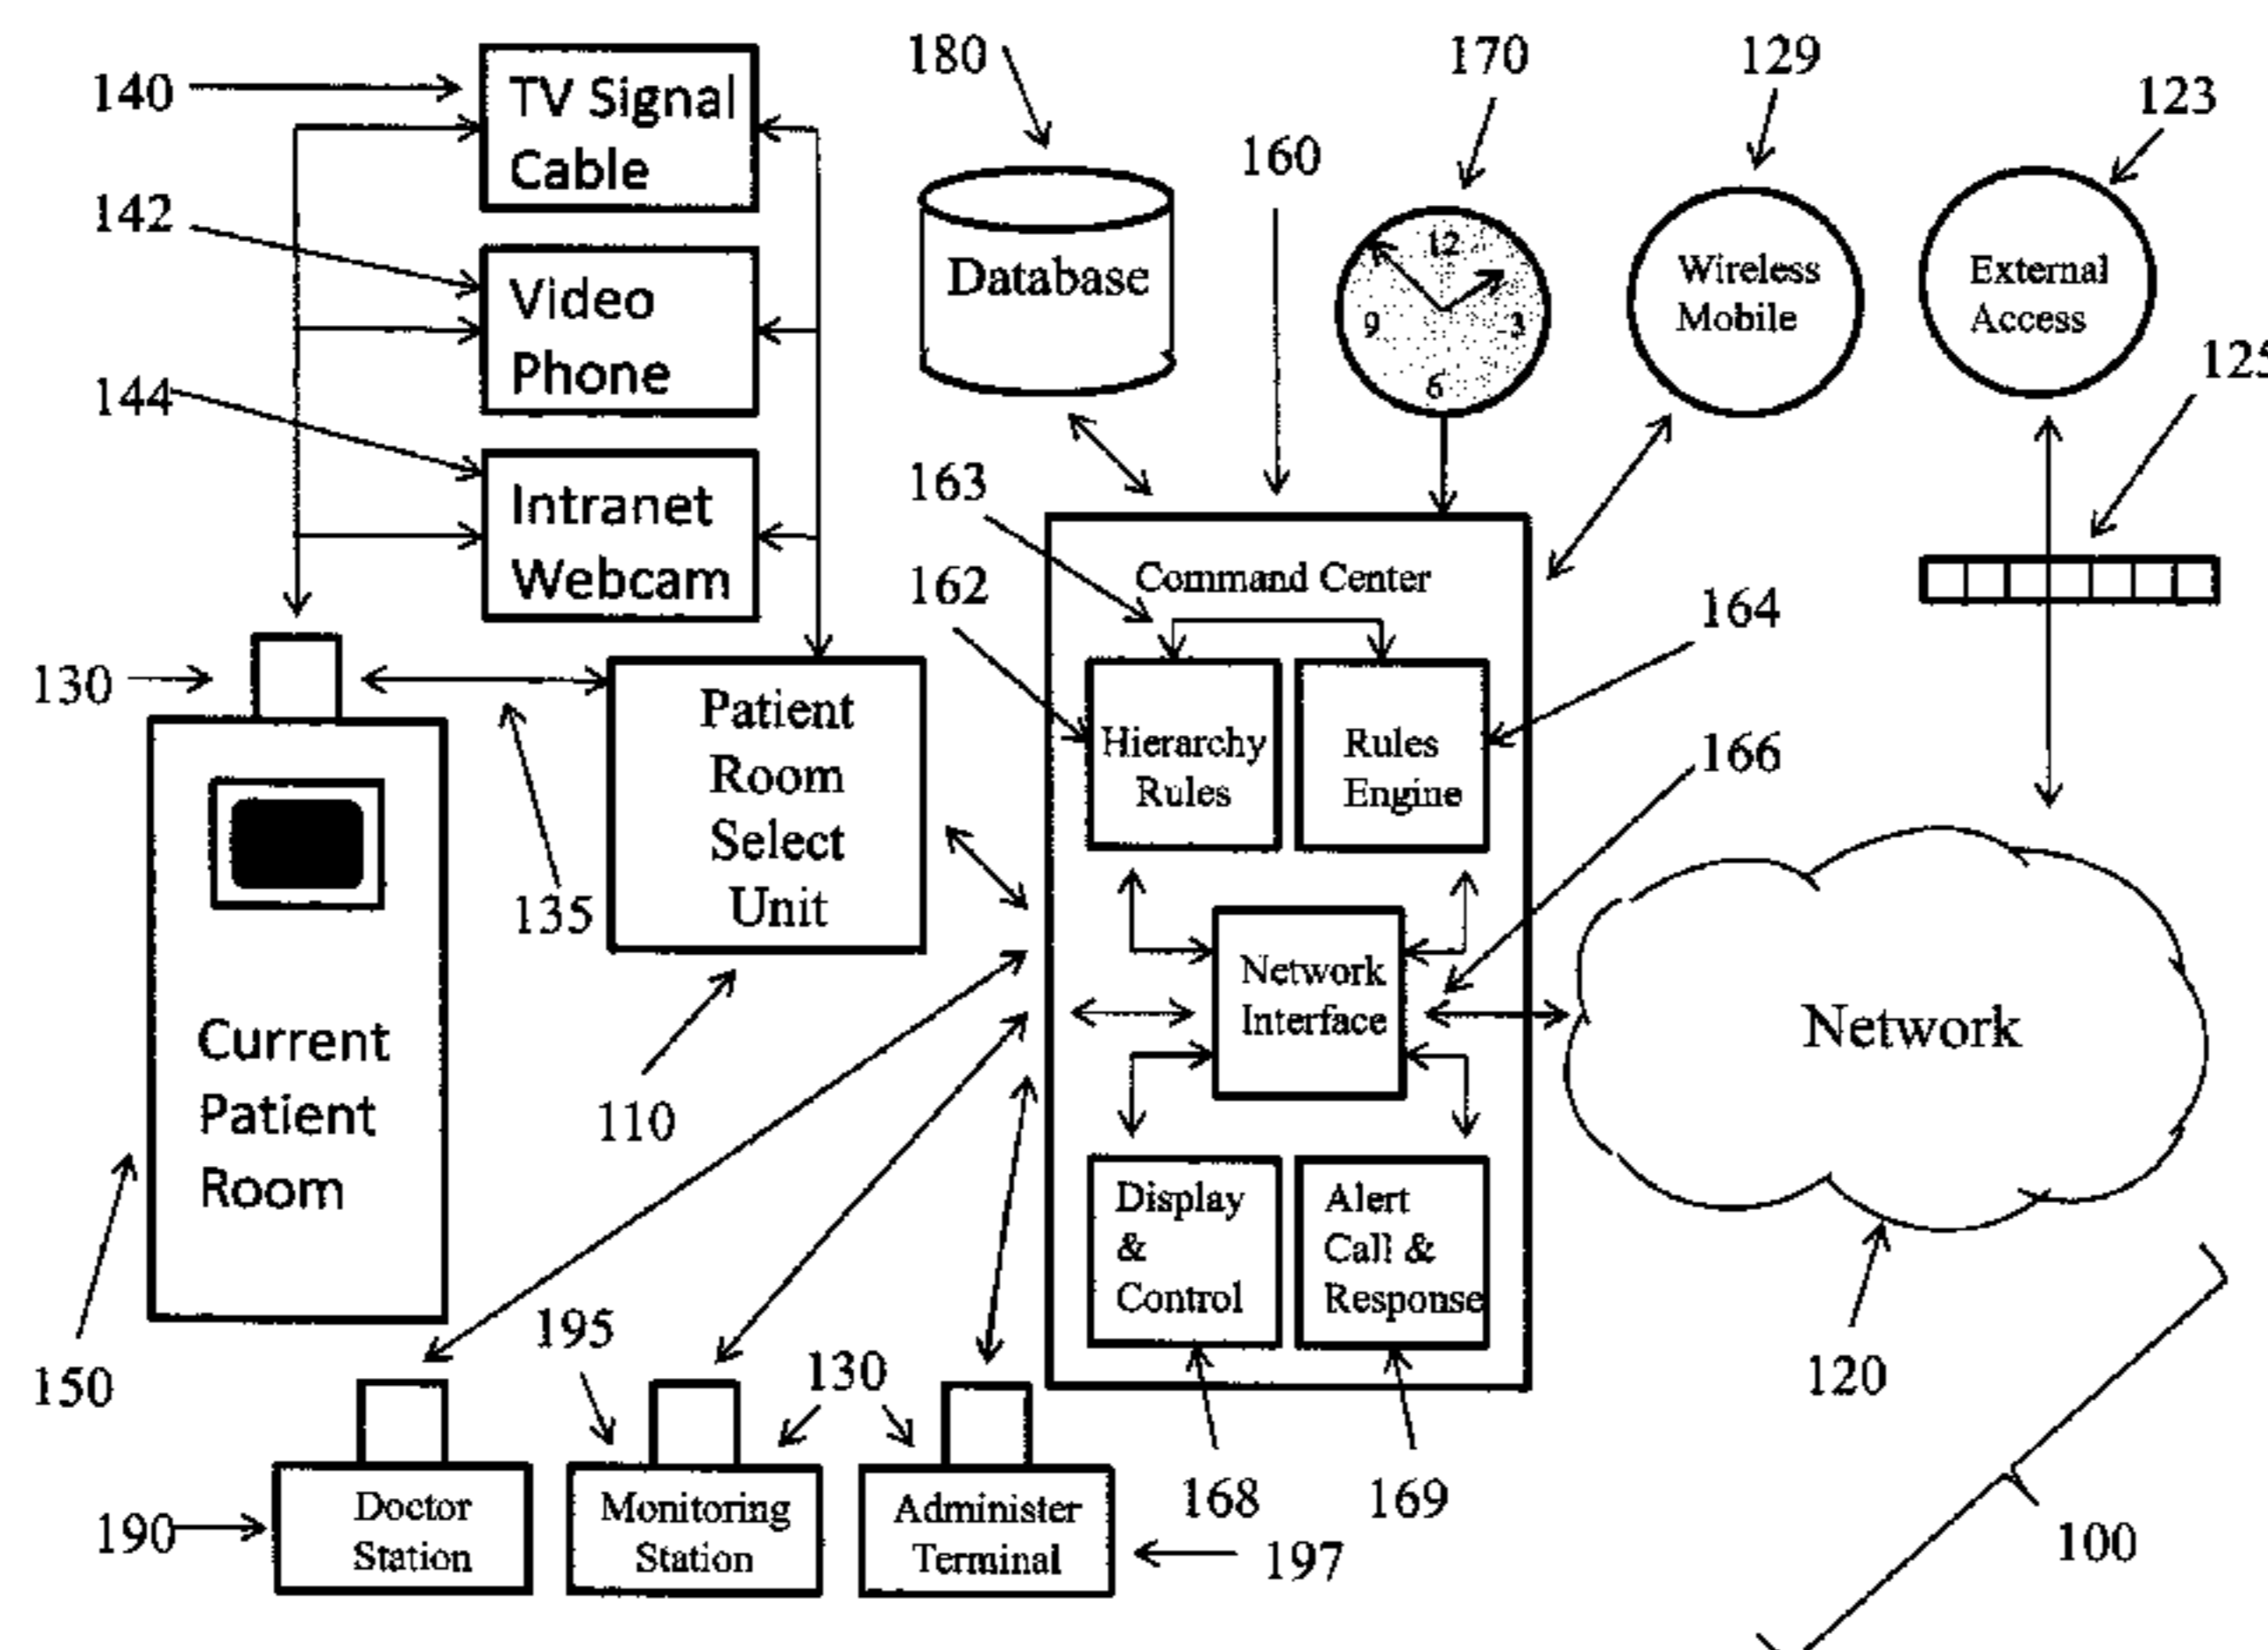 140
TV Signal
Cable
142
Video
Phone
144
Intranet
Webcam
180
Database
160
170
12
9
3
6
129
Wireless
Mobile
123
External
Access
125
163
Command Center
162
164
Hierarchy
Rules
Rules
Engine
166
130
135
Patient
Room
Select
Unit
110
Current
Patient
Room
150
Network
Interface
Network
120
Display
&
Control
Alert
Call &
Response
168
169
195
130
190
Doctor
Station
Monitoring
Station
Administer
Terminal
197
100